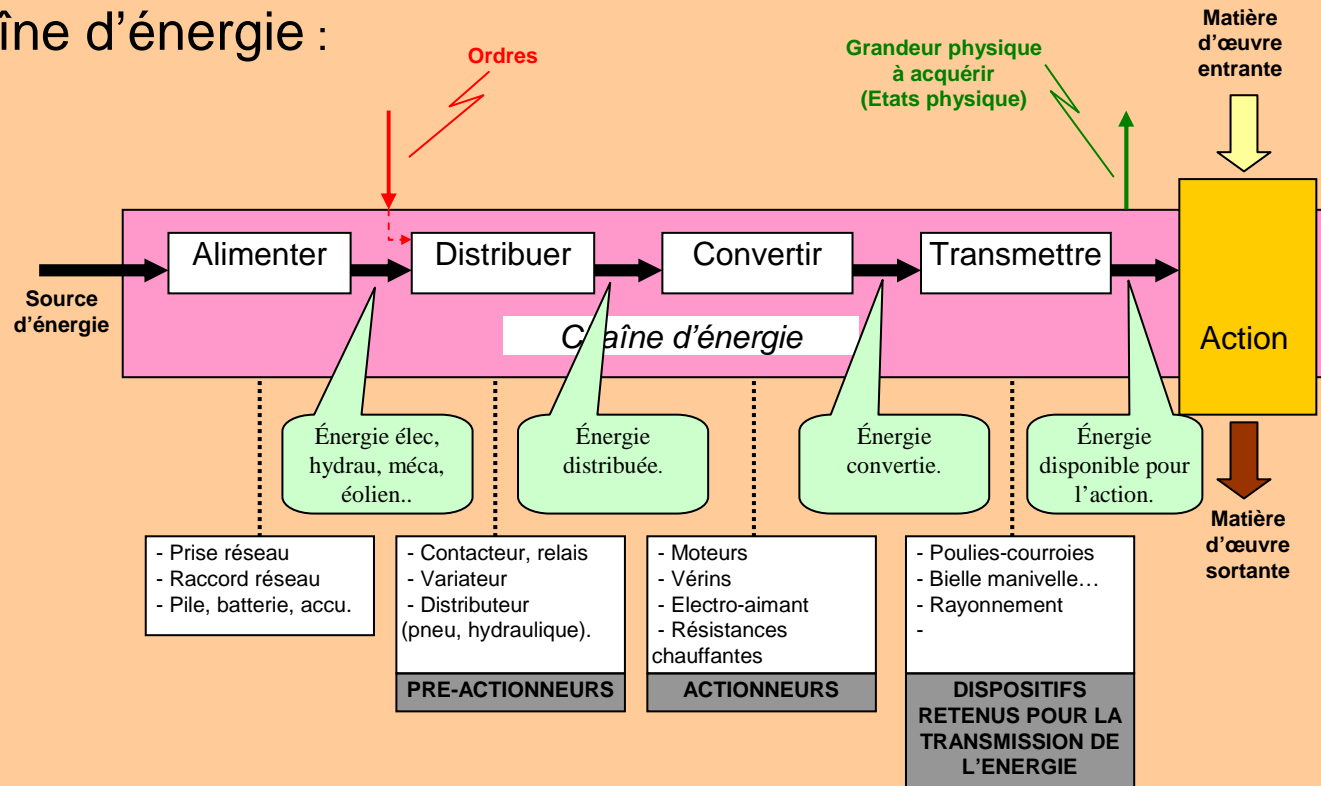 îne d’énergie :
Ordres
Grandeur physique
à acquérir
(Etats physique)
Matière
d’œuvre
entrante
Source
d’énergie
Alimenter
Distribuer
Convertir
Transmettre
Action
C aîne d’énergie
Énergie élec,
hydrau, méca,
éolien..
Énergie
distribuée.
Énergie
convertie.
Énergie
disponible pour
l’action.
Matière
d’œuvre
sortante
- Prise réseau
- Raccord réseau
- Pile, batterie, accu.
- Contacteur, relais
- Variateur
- Distributeur
(pneu, hydraulique).
PRE-ACTIONNEURS
- Moteurs
- Vérins
- Electro-aimant
- Résistances
chauffantes
ACTIONNEURS
- Poulies-courroies
- Bielle manivelle…
- Rayonnement
-
DISPOSITIFS
RETENUS POUR LA
TRANSMISSION DE
L’ENERGIE